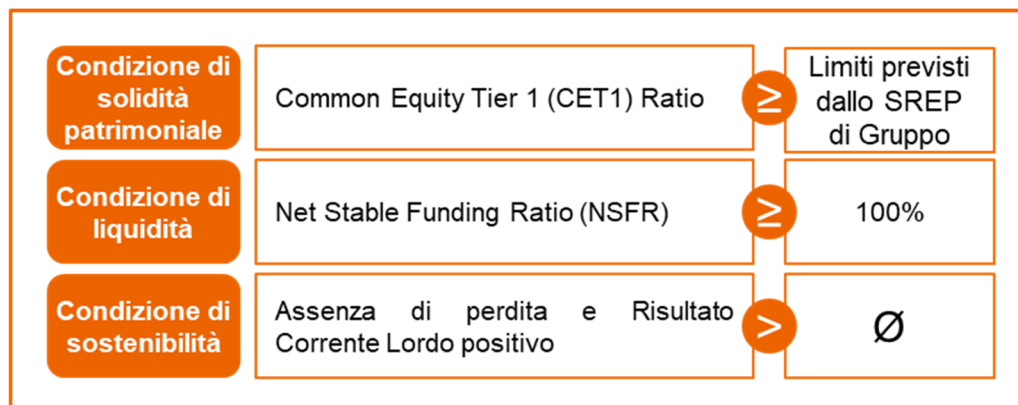 Condizione di
solidità
patrimoniale
Common Equity Tier 1 (CET1) Ratio
≥
Limiti previsti
dallo SREP
di Gruppo
Condizione di
liquidità
Net Stable Funding Ratio (NSFR)
≥
100%
Condizione di
sostenibilità
Assenza di perdita e Risultato
Corrente Lordo positivo
>
Ø